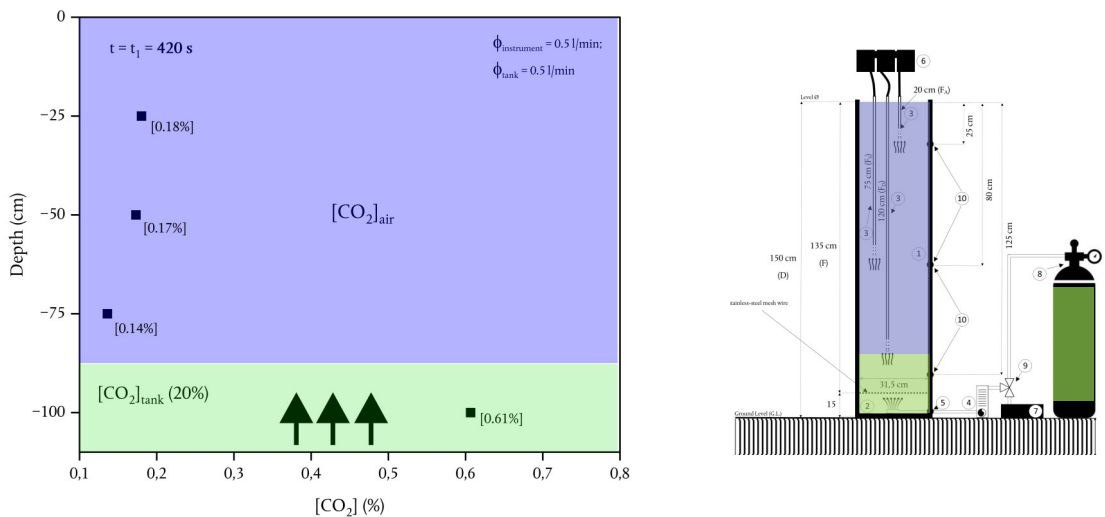 t = t₁ = 420 s
ϕinstrument = 0.5 l/min;
ϕtank = 0.5 l/min
0
−25
−50
−75
−100
Depth (cm)
[0.18%]
[0.17%]
[0.14%]
[0.61%]
[CO₂]air
[CO₂]tank (20%)
0,1
0,2
0,3
0,4
0,5
0,6
0,7
0,8
[CO₂] (%)
6
20 cm (FA)
Level Ø
3
25 cm
75 cm
120 cm
3
3
80 cm
10
1
125 cm
150 cm
(D)
135 cm
(F)
8
stainless-steel mesh wire
10
31,5 cm
9
15
2
5
4
7
Ground Level (G.L.)